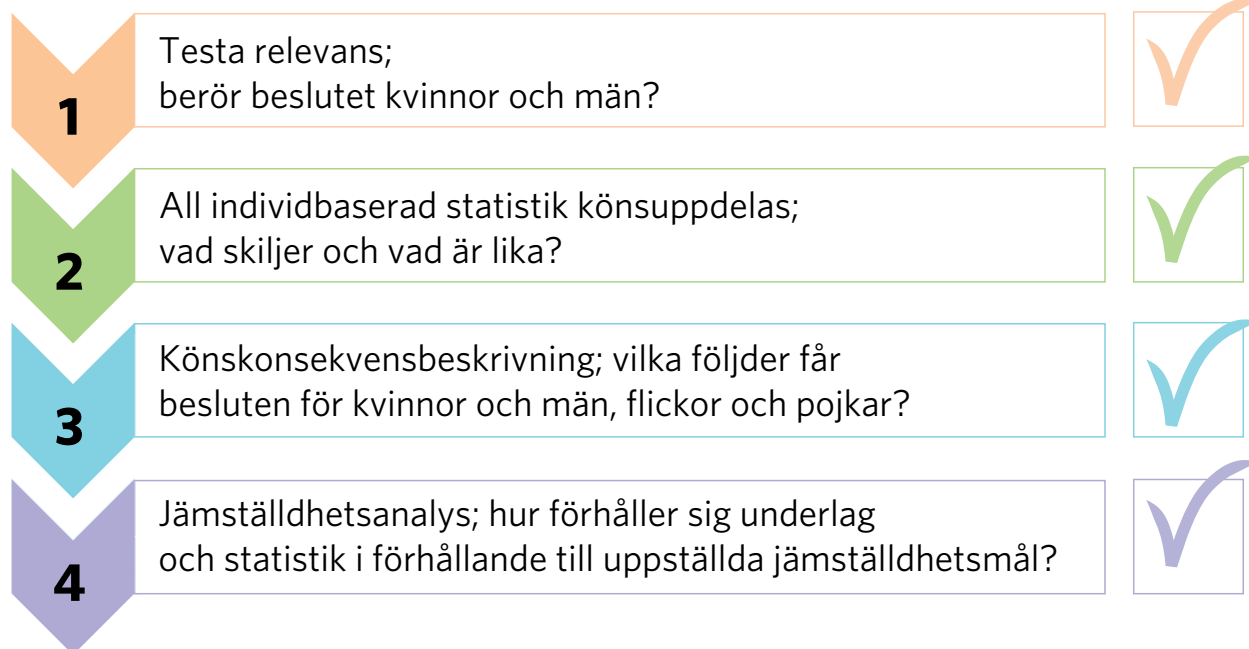 1
Testa relevans;
berör beslutet kvinnor och män?
2
All individbaserad statistik könsuppdelas;
vad skiljer och vad är lika?
3
Könskonsekvensbeskrivning; vilka följder får
besluten för kvinnor och män, flickor och pojkar?
4
Jämställdhetsanalys; hur förhåller sig underlag
och statistik i förhållande till uppställda jämställdhetsmål?